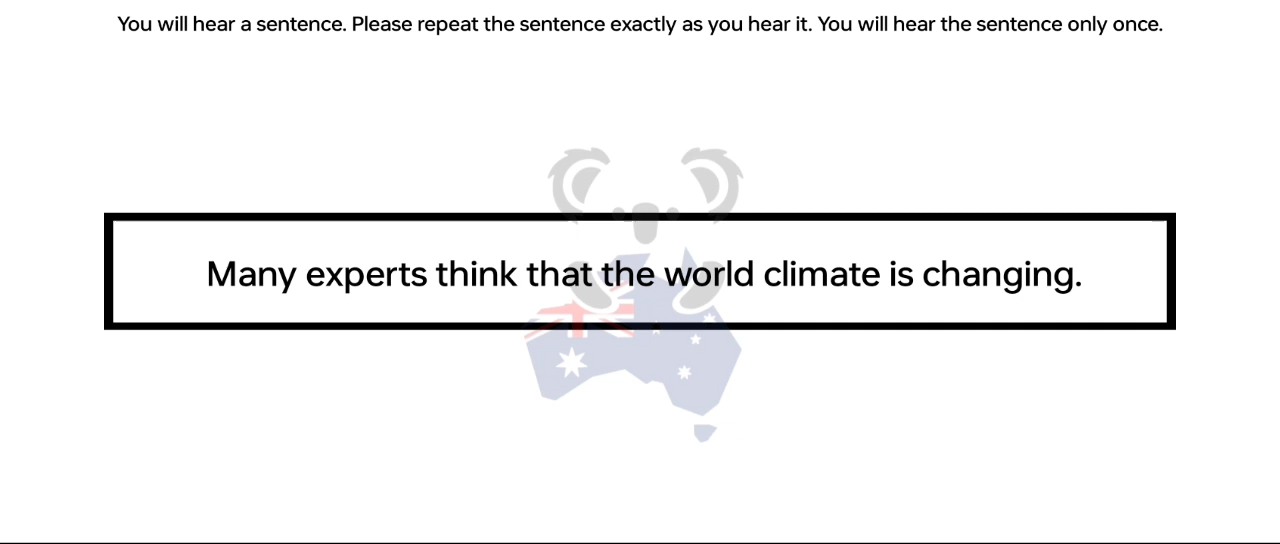 You will hear a sentence. Please repeat the sentence exactly as you hear it. You will hear the sentence only once.
Many experts think that the world climate is changing.